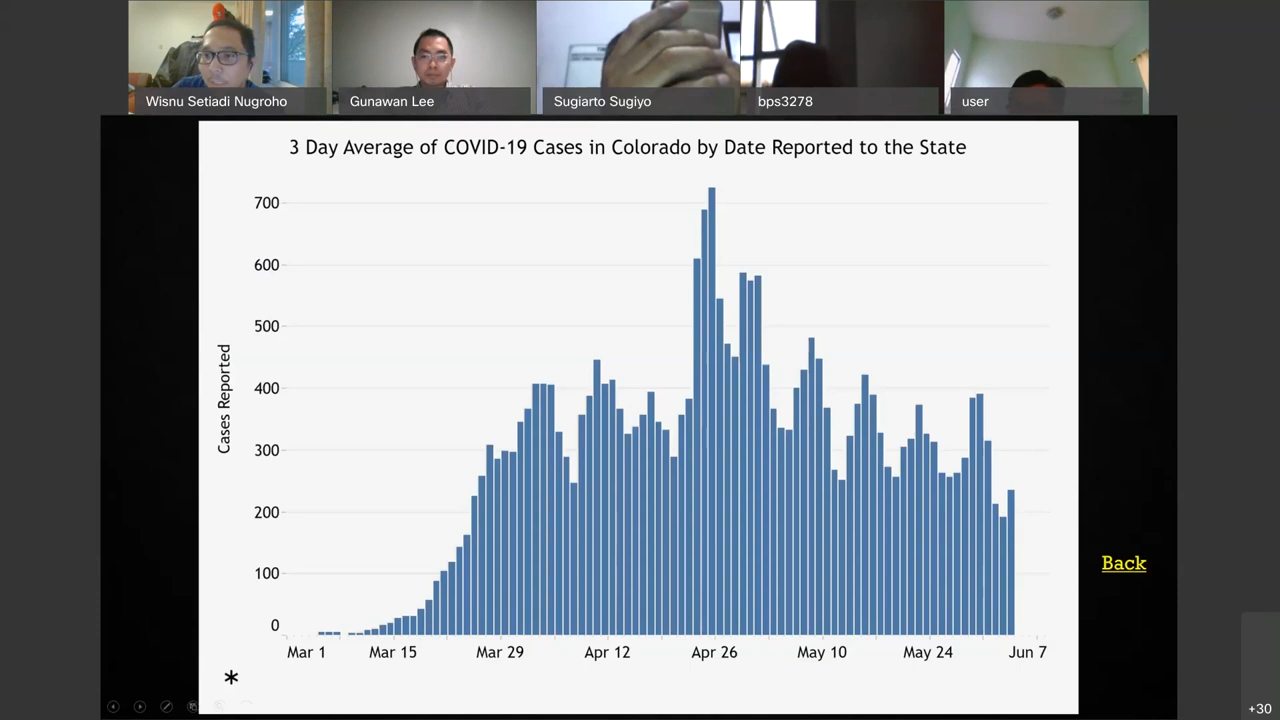 Wisnu Setiadi Nugroho
Gunawan Lee
Sugiarto Sugiyo
bps3278
user
3 Day Average of COVID-19 Cases in Colorado by Date Reported to the State
Cases Reported
700
600
500
400
300
200
100
0
Mar 1 Mar 15 Mar 29 Apr 12 Apr 26 May 10 May 24 Jun 7
*
Back
+30